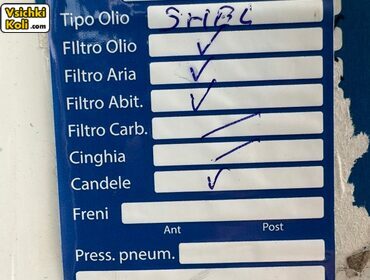 Vsichki
Koli.com
Tipo Olio
FIltro Olio ✓
Filtro Aria ✓
Filtro Abit. ✓
Filtro Carb. /
Cinghia /
Candele ✓
Freni
Ant Post
Press. pneum.